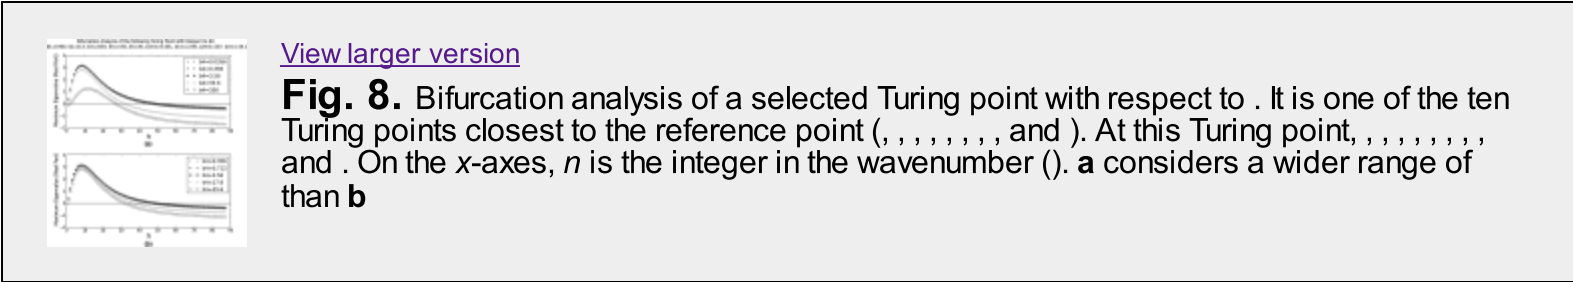 View larger version
Fig. 8. Bifurcation analysis of a selected Turing point with respect to . It is one of the ten
Turing points closest to the reference point (, , , , , , , , and ). At this Turing point, , , , , , , , ,
and . On the x-axes, n is the integer in the wavenumber (). a considers a wider range of
than b